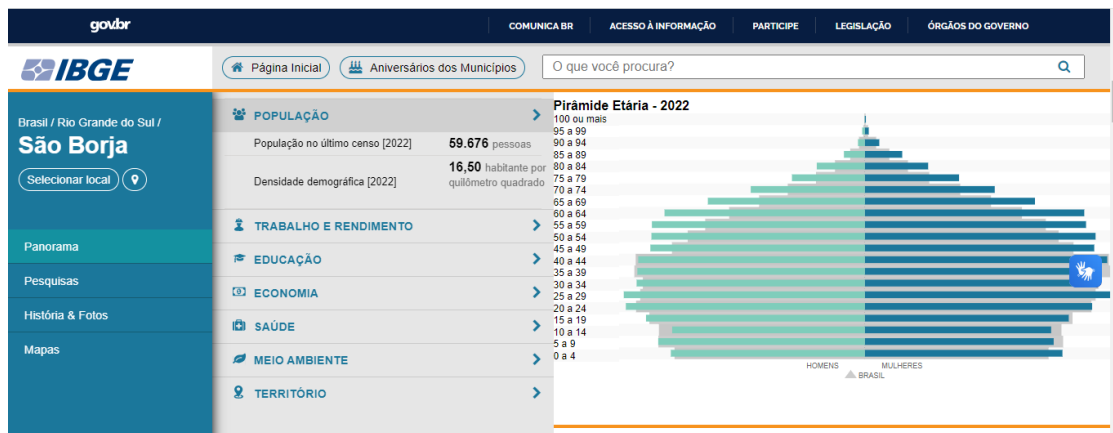 gov.br COMUNICA BR ACESSO À INFORMAÇÃO PARTICIPE LEGISLAÇÃO ÓRGÃOS DO GOVERNO
IBGE Página Inicial Aniversários dos Municípios O que você procura?
Brasil / Rio Grande do Sul /
São Borja
Selecionar local
Panorama
Pesquisas
História & Fotos
Mapas
POPULAÇÃO
População no último censo [2022] 59.676 pessoas
Densidade demográfica [2022] 16,50 habitante por
quilômetro quadrado
TRABALHO E RENDIMENTO
EDUCAÇÃO
ECONOMIA
SAÚDE
MEIO AMBIENTE
TERRITÓRIO
Pirâmide Etária - 2022
100 ou mais
95 a 99
90 a 94
85 a 89
80 a 84
75 a 79
70 a 74
65 a 69
60 a 64
55 a 59
50 a 54
45 a 49
40 a 44
35 a 39
30 a 34
25 a 29
20 a 24
15 a 19
10 a 14
5 a 9
0 a 4
HOMENS MULHERES
BRASIL